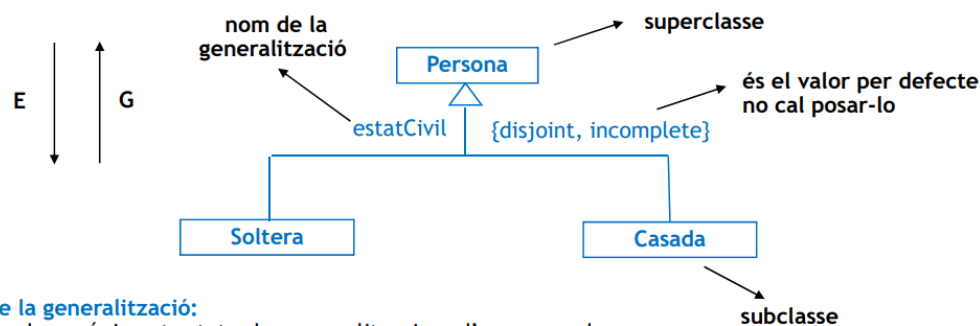 nom de la
generalització
superclasse
Persona
E
G
és el valor per defecte
no cal posar-lo
estatCivil
{disjoint, incomplete}
Soltera
Casada
e la generalització:
subclasse